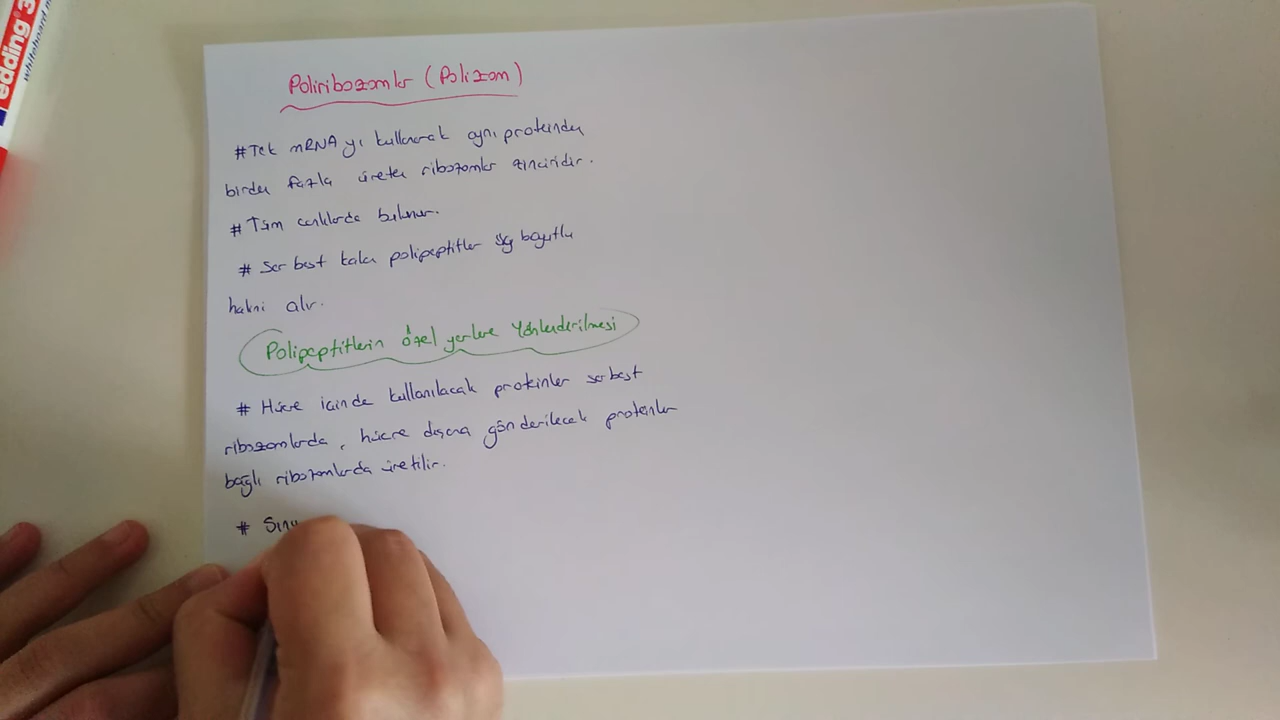 edding 3
whiteboard m
Poliribozomlar (Polizom)
#Tek mRNA yı kullanarak aynı proteinden
birden fazla üreten ribozomlar zinciridir.
# Tüm canlılarda bulunur.
# Serbest kalan polipeptitler üç boyutlu
halini alır.
Polipeptitlerin özel yerlere Yönlendirilmesi
# Hücre içinde kullanılacak proteinler serbest
ribozomlarda, hücre dışına gönderilecek proteinler
bağlı ribozomlarda üretilir.
#